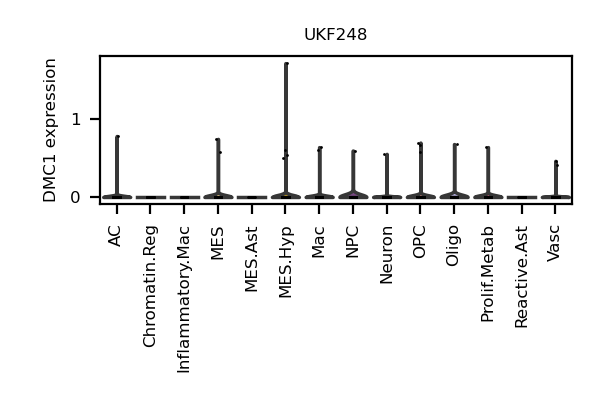 UKF248
DMC1 expression
1
0
AC
Chromatin.Reg
Inflammatory.Mac
MES
MES.Ast
MES.Hyp
Mac
NPC
Neuron
OPC
Oligo
Prolif.Metab
Reactive.Ast
Vasc